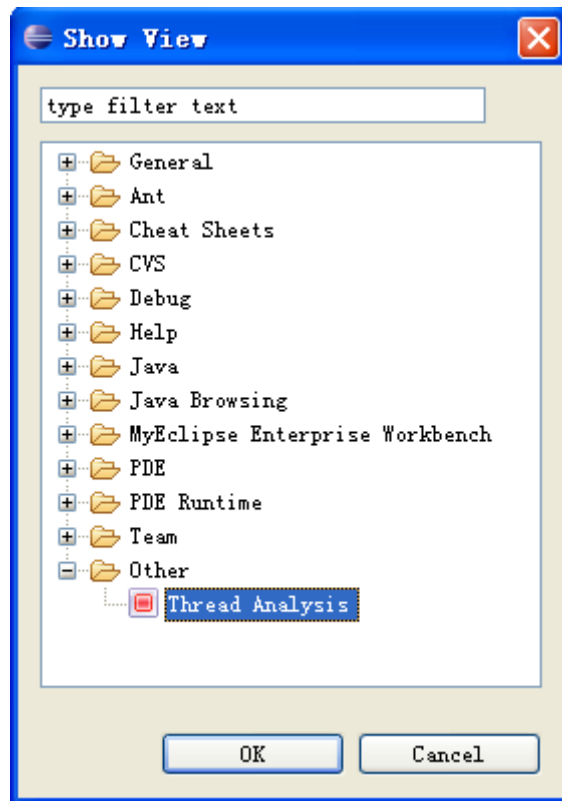 Show View
type filter text
General
Ant
Cheat Sheets
CVS
Debug
Help
Java
Java Browsing
MyEclipse Enterprise Workbench
PDE
PDE Runtime
Team
Other
Thread Analysis
OK Cancel